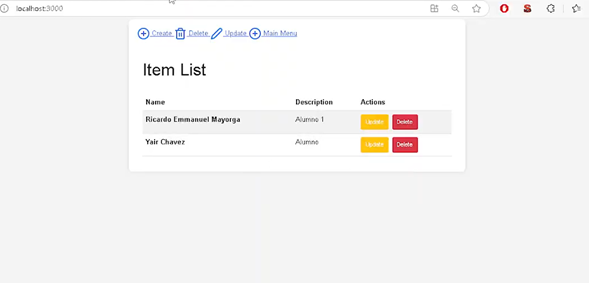 localhost:3000
Create Delete Update Main Menu
Item List
Name Description Actions
Ricardo Emmanuel Mayorga Alumno 1 Update Delete
Yair Chavez Alumno Update Delete